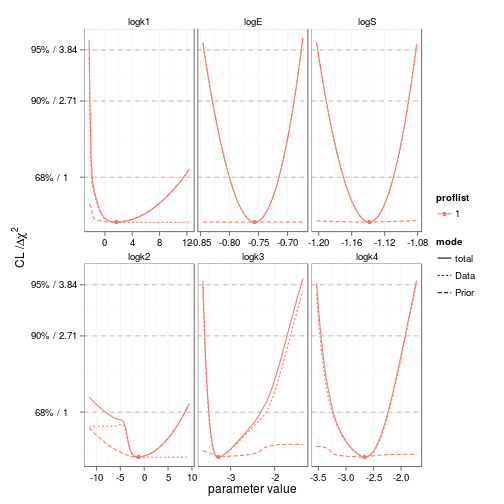 logk1 logE logS
95% / 3.84
90% / 2.71
68% / 1
0 4 8 12 -0.85 -0.80 -0.75 -0.70 -1.20 -1.16 -1.12 -1.08
logk2 logk3 logk4
95% / 3.84
90% / 2.71
68% / 1
-10 -5 0 5 10 -3 -2 -3.5 -3.0 -2.5 -2.0
CL /Δχ²
parameter value
proflist
1
mode
total
Data
Prior